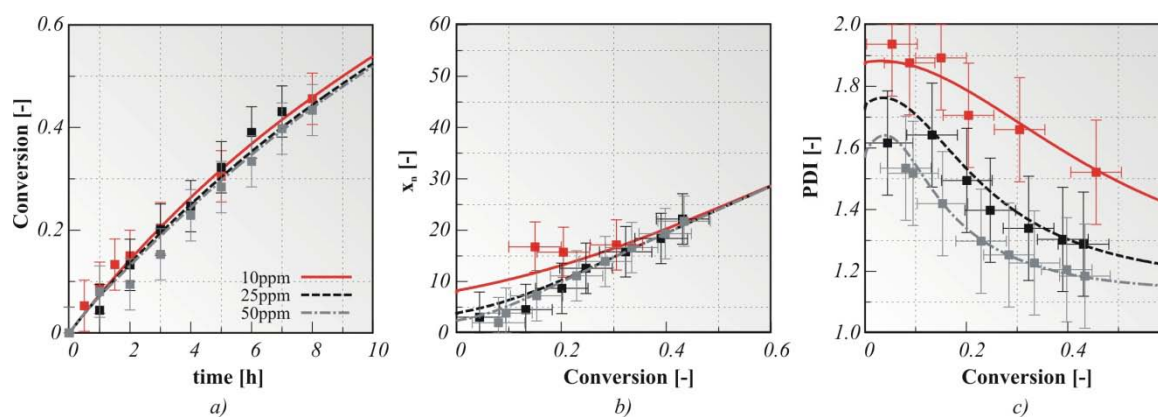 0.6
0.4
0.2
0
Conversion [-]
10ppm
25ppm
50ppm
0 2 4 6 8 10
time [h]
a)
60
50
40
30
20
10
0
xn [-]
0 0.2 0.4 0.6
Conversion [-]
b)
2.0
1.8
1.6
1.4
1.2
1.0
PDI [-]
0 0.2 0.4
Conversion [-]
c)